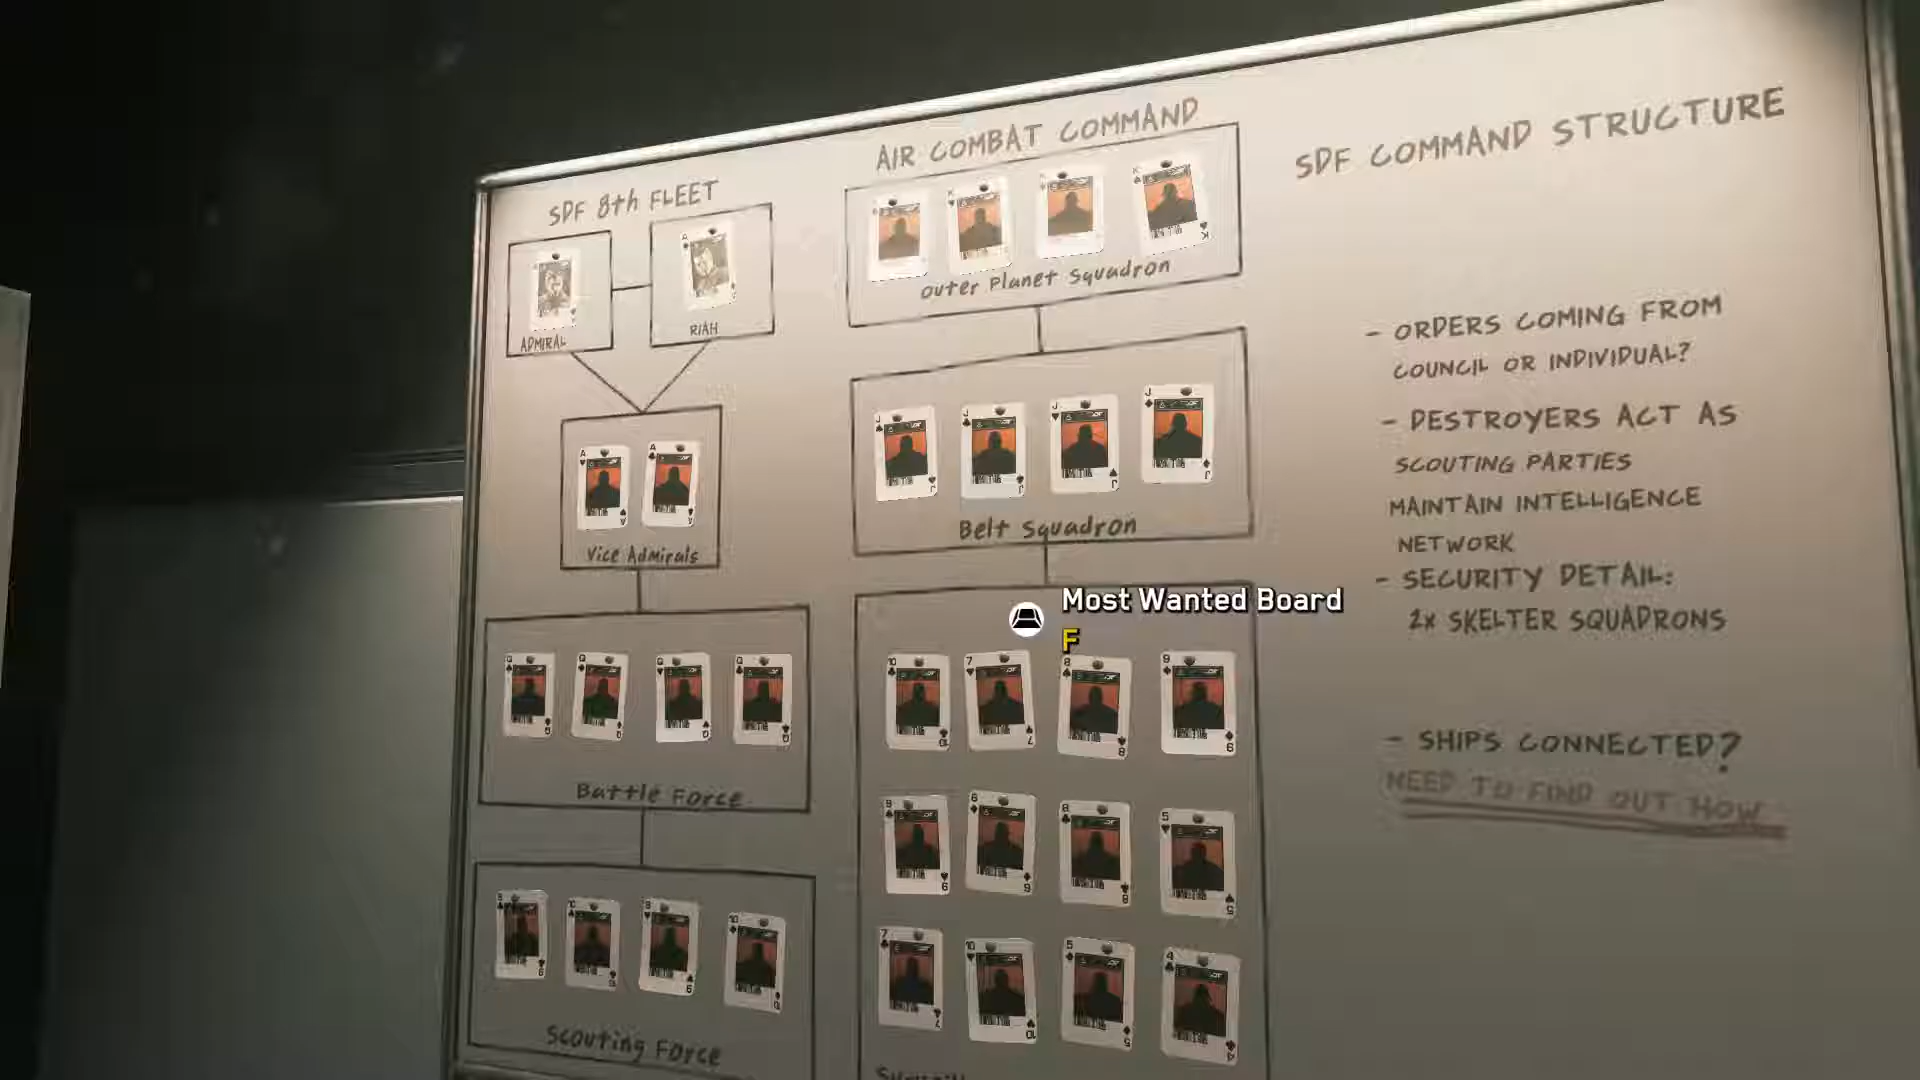 SDF 8th FLEET
ADMIRAL
RIAH
Vice Admirals
Battle Force
Scouting Force
AIR COMBAT COMMAND
Outer Planet Squadron
Belt Squadron
Most Wanted Board
F
SDF COMMAND STRUCTURE
- ORDERS COMING FROM
COUNCIL OR INDIVIDUAL?
- DESTROYERS ACT AS
SCOUTING PARTIES
MAINTAIN INTELLIGENCE
NETWORK
- SECURITY DETAIL:
2x SKELTER SQUADRONS
- SHIPS CONNECTED?
NEED TO FIND OUT HOW